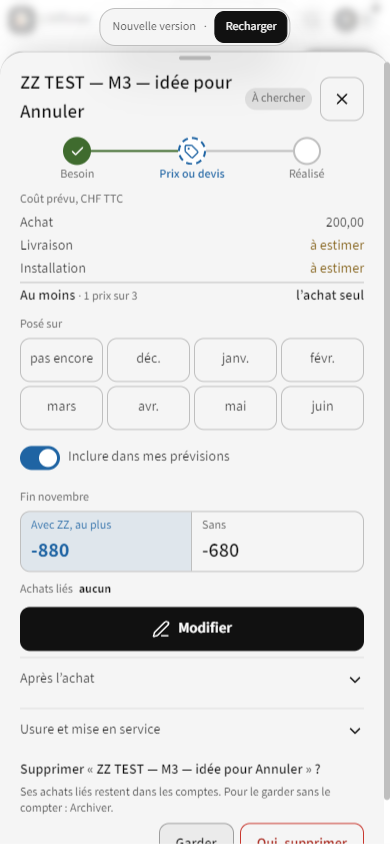 Nouvelle version · Recharger
ZZ TEST — M3 — idée pour
Annuler
À chercher
Besoin Prix ou devis Réalisé
Coût prévu, CHF TTC
Achat 200,00
Livraison à estimer
Installation à estimer
Au moins · 1 prix sur 3 l'achat seul
Posé sur
pas encore déc. janv. févr.
mars avr. mai juin
Inclure dans mes prévisions
Fin novembre
Avec ZZ, au plus Sans
-880 -680
Achats liés aucun
Modifier
Après l'achat
Usure et mise en service
Supprimer « ZZ TEST — M3 — idée pour Annuler » ?
Ses achats liés restent dans les comptes. Pour le garder sans le
compter : Archiver.
Garder Oui, supprimer